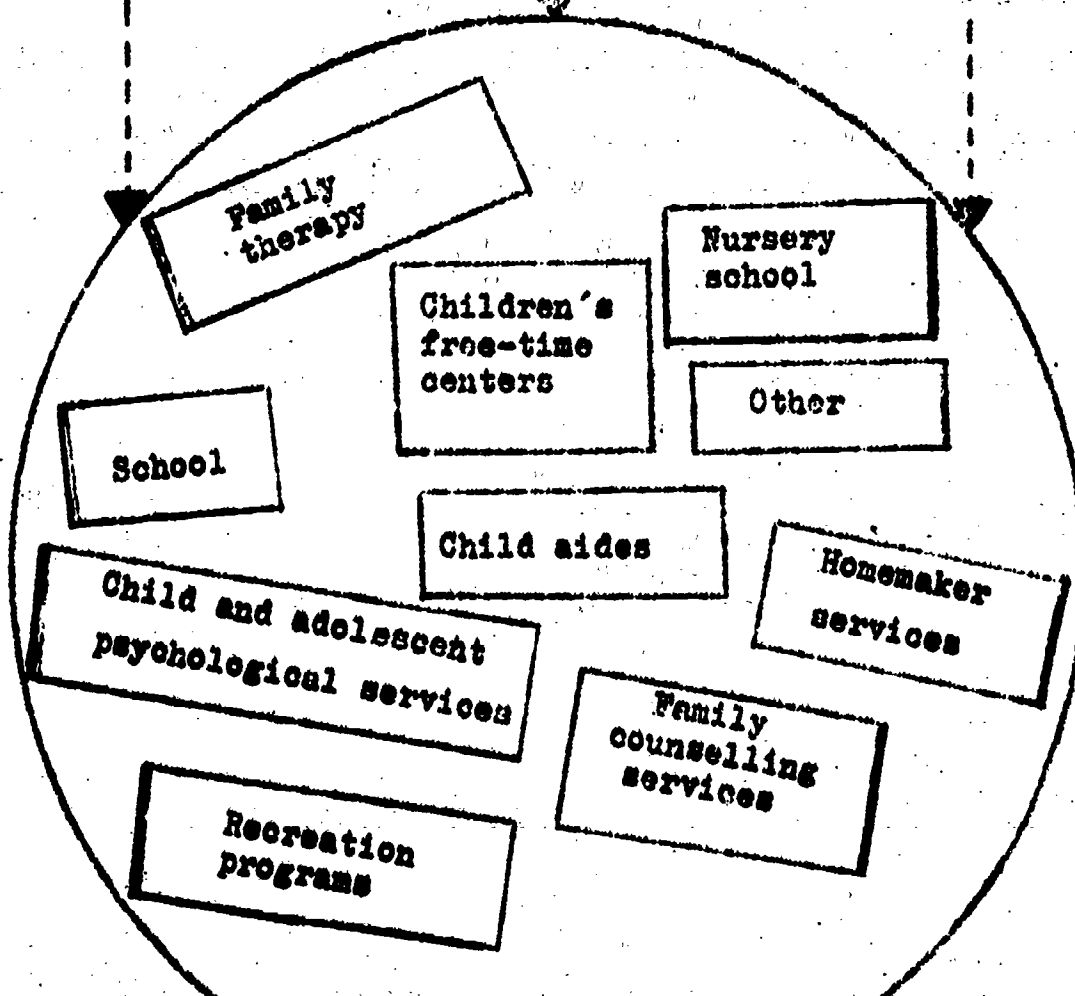 Family
therapy
Nursery
school
Children's
free-time
centers
Other
School
Child aides
Homemaker
services
Child and adolescent
psychological services
Family
counselling
services
Recreation
programs